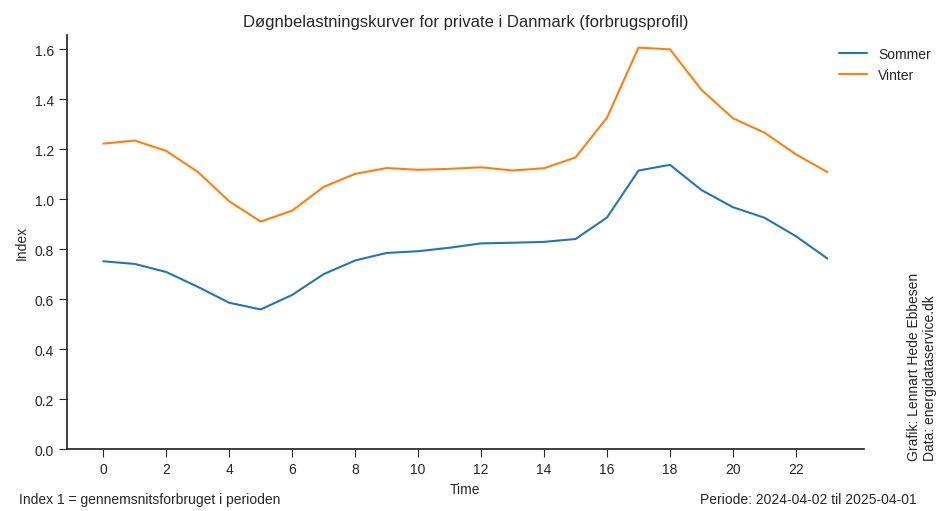 Døgnbelastningskurver for private i Danmark (forbrugsprofil)
Sommer
Vinter
Index
1.6
1.4
1.2
1.0
0.8
0.6
0.4
0.2
0.0
0 2 4 6 8 10 12 14 16 18 20 22
Time
Grafik: Lennart Hede Ebbesen
Data: energidataservice.dk
Index 1 = gennemsnitsforbruget i perioden
Periode: 2024-04-02 til 2025-04-01